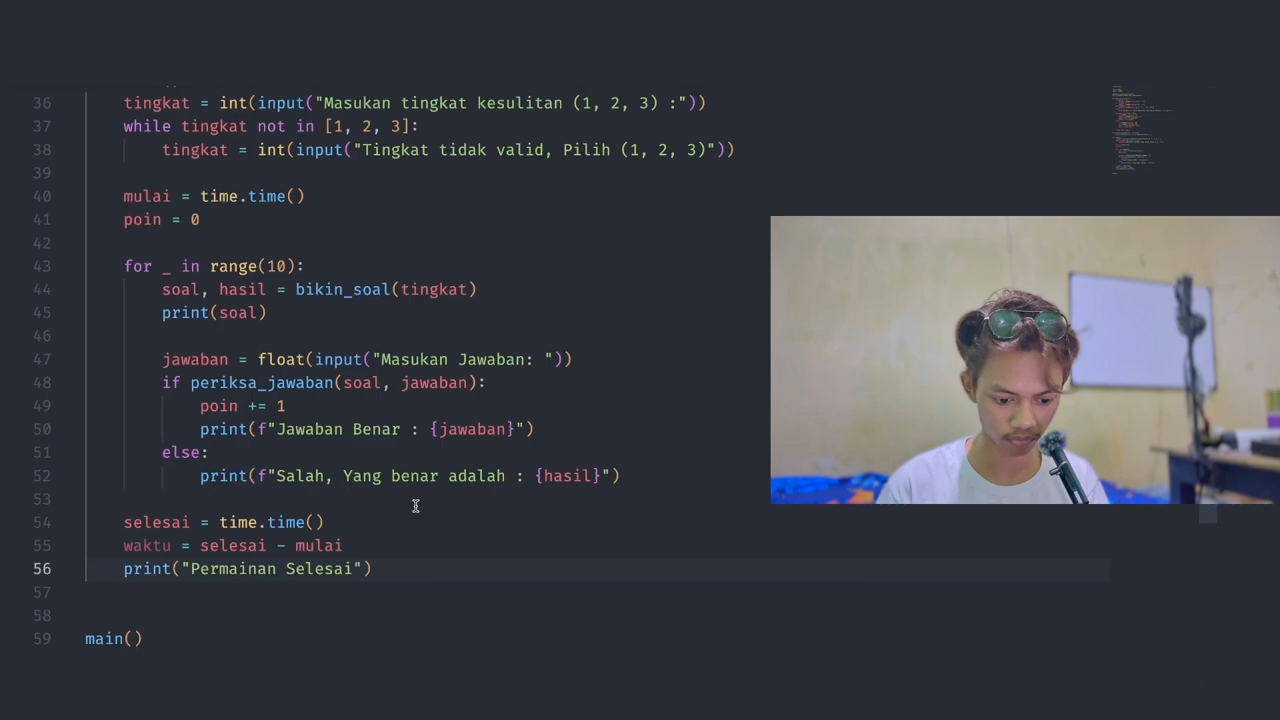 36 tingkat = int(input("Masukan tingkat kesulitan (1, 2, 3) :"))
37 while tingkat not in [1, 2, 3]:
38 tingkat = int(input("Tingkat tidak valid, Pilih (1, 2, 3)"))
39
40 mulai = time.time()
41 poin = 0
42
43 for _ in range(10):
44 soal, hasil = bikin_soal(tingkat)
45 print(soal)
46
47 jawaban = float(input("Masukan Jawaban: "))
48 if periksa_jawaban(soal, jawaban):
49 poin += 1
50 print(f"Jawaban Benar : {jawaban}")
51 else:
52 print(f"Salah, Yang benar adalah : {hasil}")
53
54 selesai = time.time()
55 waktu = selesai - mulai
56 print("Permainan Selesai")
57
58
59 main()